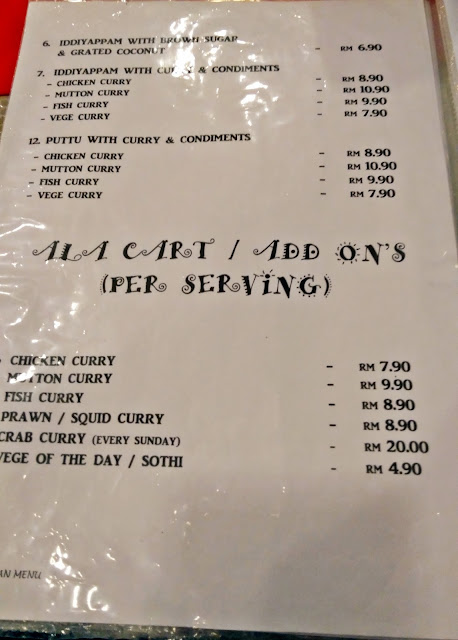 6. IDDIYAPPAM WITH BROWN SUGAR
& GRATED COCONUT - RM 6.90
7. IDDIYAPPAM WITH CURRY & CONDIMENTS
- CHICKEN CURRY - RM 8.90
- MUTTON CURRY - RM 10.90
- FISH CURRY - RM 9.90
- VEGE CURRY - RM 7.90
12. PUTTU WITH CURRY & CONDIMENTS
- CHICKEN CURRY - RM 8.90
- MUTTON CURRY - RM 10.90
- FISH CURRY - RM 9.90
- VEGE CURRY - RM 7.90
ALA CART / ADD ON'S
(PER SERVING)
CHICKEN CURRY - RM 7.90
MUTTON CURRY - RM 9.90
FISH CURRY - RM 8.90
PRAWN / SQUID CURRY - RM 8.90
CRAB CURRY (EVERY SUNDAY) - RM 20.00
VEGE OF THE DAY / SOTHI - RM 4.90
MENU